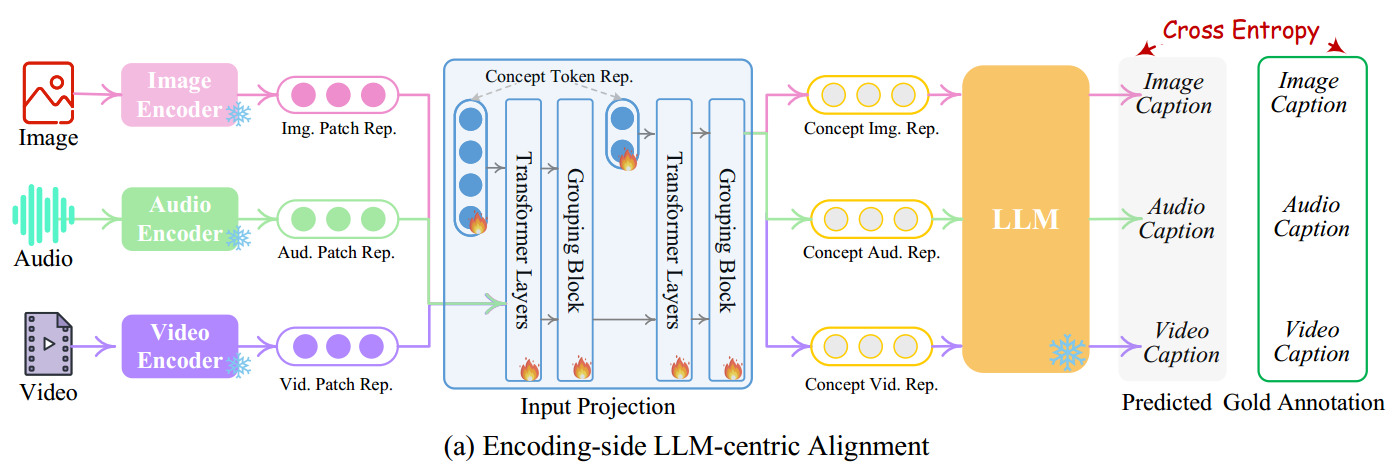 Cross Entropy
Image
Image
Encoder
Img. Patch Rep.
Audio
Audio
Encoder
Aud. Patch Rep.
Video
Video
Encoder
Vid. Patch Rep.
Concept Token Rep.
Transformer Layers
Grouping Block
Transformer Layers
Grouping Block
Input Projection
Concept Img. Rep.
Concept Aud. Rep.
Concept Vid. Rep.
LLM
Image
Caption
Audio
Caption
Video
Caption
Predicted
Image
Caption
Audio
Caption
Video
Caption
Gold Annotation
(a) Encoding-side LLM-centric Alignment